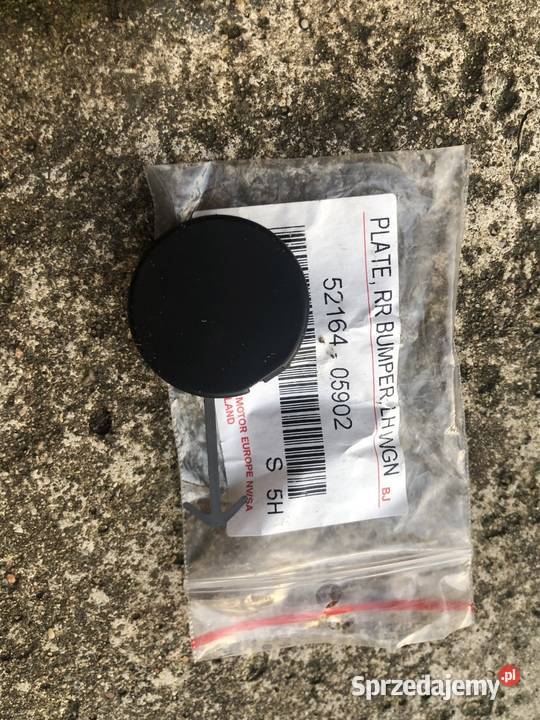 PLATE, RR BUMPER, LH WGN
BJ
52164-05902
S 5H
MOTOR EUROPE NV/SA
LAND
Sprzedajemy.pl